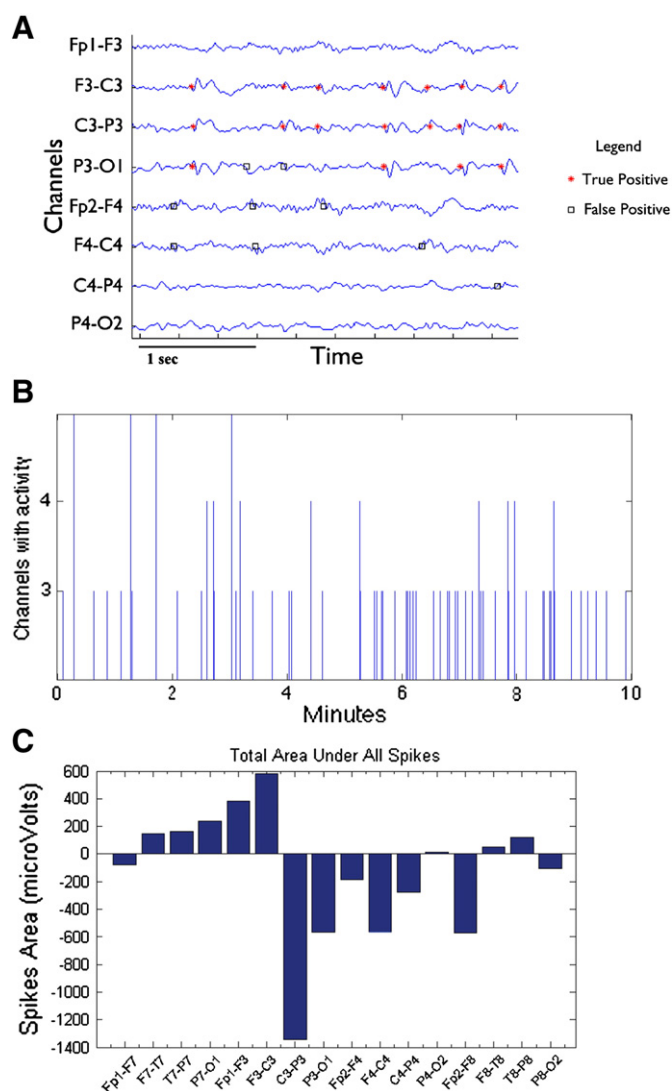 A
Channels
Fp1-F3
F3-C3
C3-P3
P3-O1
Fp2-F4
F4-C4
C4-P4
P4-O2
1 sec
Time
Legend
True Positive
False Positive
B
Channels with activity
4
3
0 2 4 6 8 10
Minutes
C
Total Area Under All Spikes
Spikes Area (microVolts)
600
400
200
0
-200
-400
-600
-800
-1000
-1200
-1400
Fp1-F7 F7-T7 T7-P7 P7-O1 Fp1-F3 F3-C3 C3-P3 P3-O1 Fp2-F4 F4-C4 C4-P4 P4-O2 Fp2-F8 F8-T8 T8-P8 P8-O2